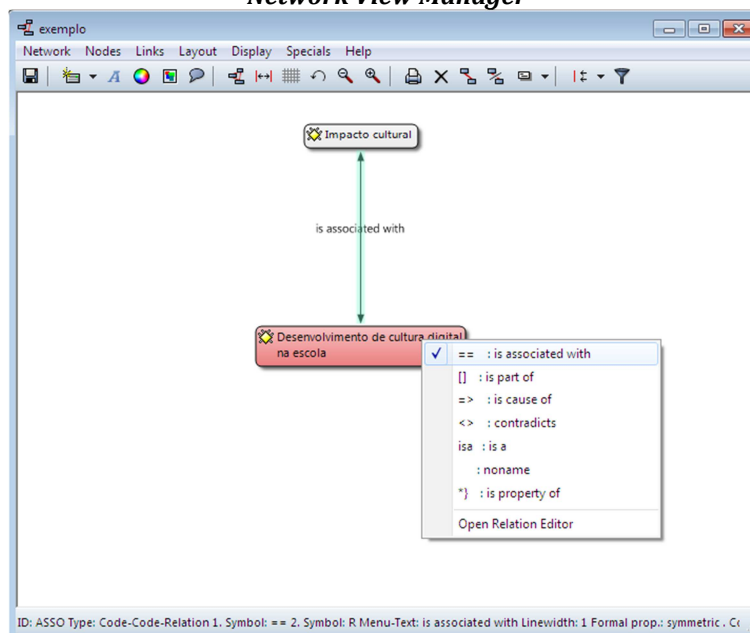 Network View Manager
exemplo
Network Nodes Links Layout Display Specials Help
A
Impacto cultural
is associated with
Desenvolvimento de cultura digital
na escola
== : is associated with
[] : is part of
=> : is cause of
<> : contradicts
isa : is a
: noname
*} : is property of
Open Relation Editor
ID: ASSO Type: Code-Code-Relation 1. Symbol: == 2. Symbol: R Menu-Text: is associated with Linewidth: 1 Formal prop.: symmetric .